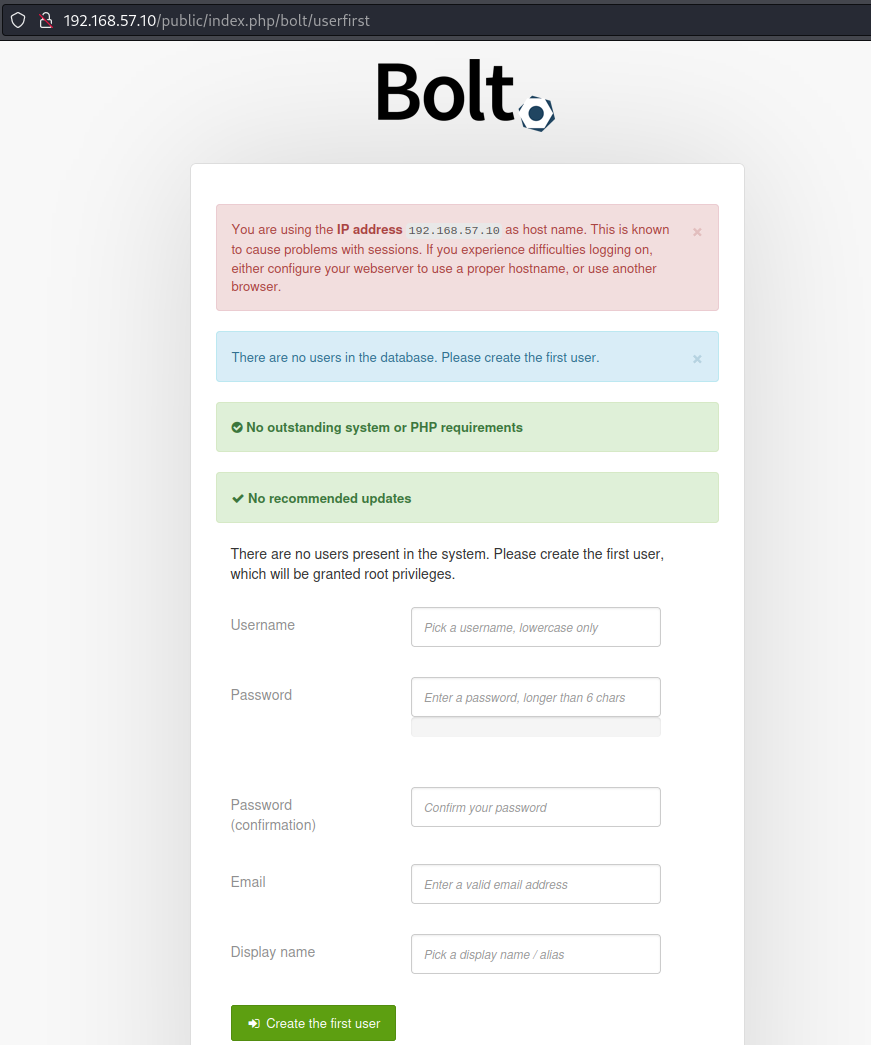 192.168.57.10/public/index.php/bolt/userfirst
Bolt
You are using the IP address 192.168.57.10 as host name. This is known
to cause problems with sessions. If you experience difficulties logging on,
either configure your webserver to use a proper hostname, or use another
browser.
×
There are no users in the database. Please create the first user.
×
No outstanding system or PHP requirements
No recommended updates
There are no users present in the system. Please create the first user,
which will be granted root privileges.
Username
Pick a username, lowercase only
Password
Enter a password, longer than 6 chars
Password
(confirmation)
Confirm your password
Email
Enter a valid email address
Display name
Pick a display name / alias
Create the first user